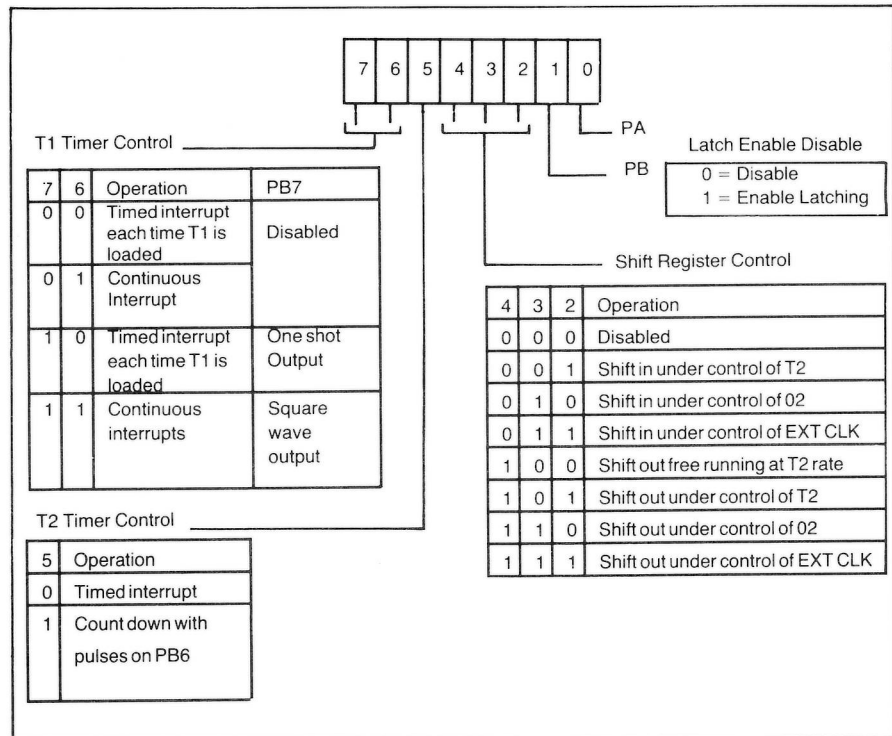 7 6 5 4 3 2 1 0
PA
PB
Latch Enable Disable
0 = Disable
1 = Enable Latching
T1 Timer Control
7 6 Operation PB7
0 0 Timed interrupt each time T1 is loaded Disabled
0 1 Continuous Interrupt
1 0 Timed interrupt each time T1 is loaded One shot Output
1 1 Continuous interrupts Square wave output
T2 Timer Control
5 Operation
0 Timed interrupt
1 Count down with pulses on PB6
Shift Register Control
4 3 2 Operation
0 0 0 Disabled
0 0 1 Shift in under control of T2
0 1 0 Shift in under control of 02
0 1 1 Shift in under control of EXT CLK
1 0 0 Shift out free running at T2 rate
1 0 1 Shift out under control of T2
1 1 0 Shift out under control of 02
1 1 1 Shift out under control of EXT CLK